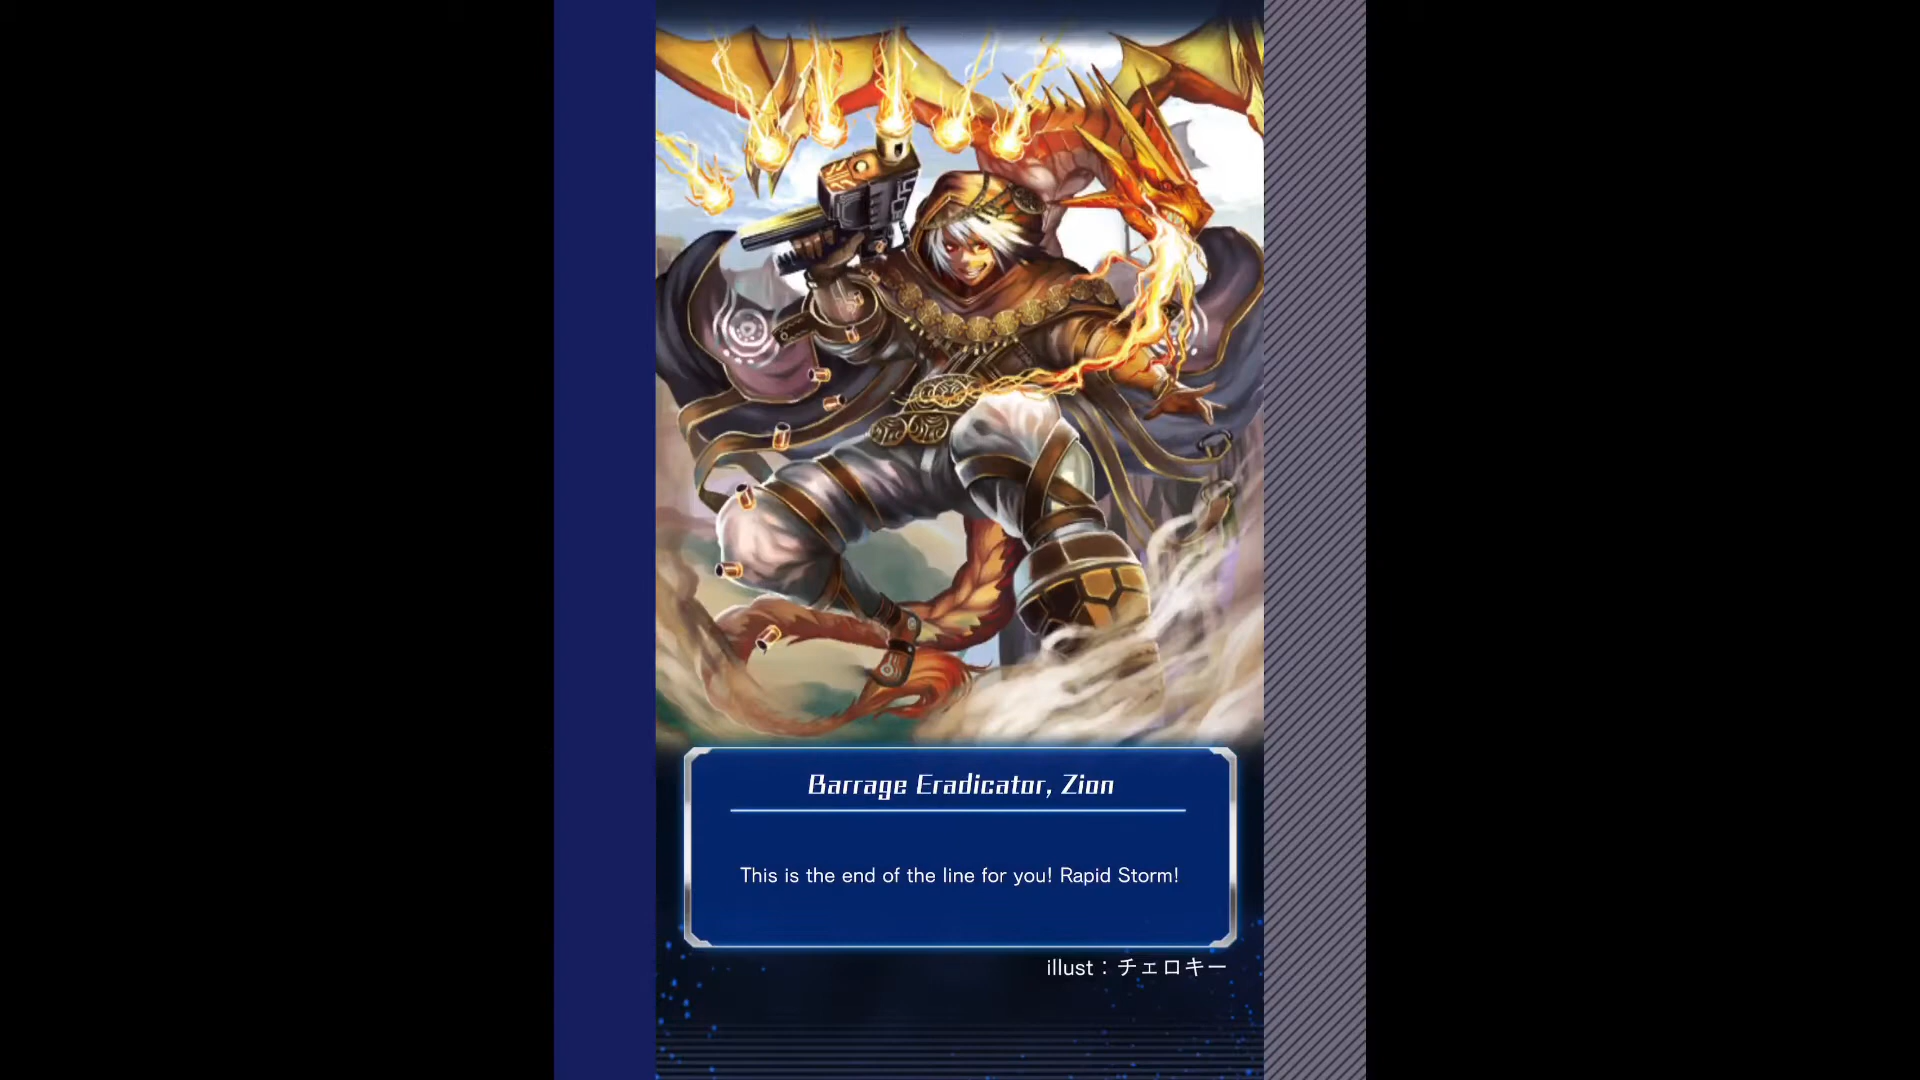 Barrage Eradicator, Zion
This is the end of the line for you! Rapid Storm!
illust：チェロキー